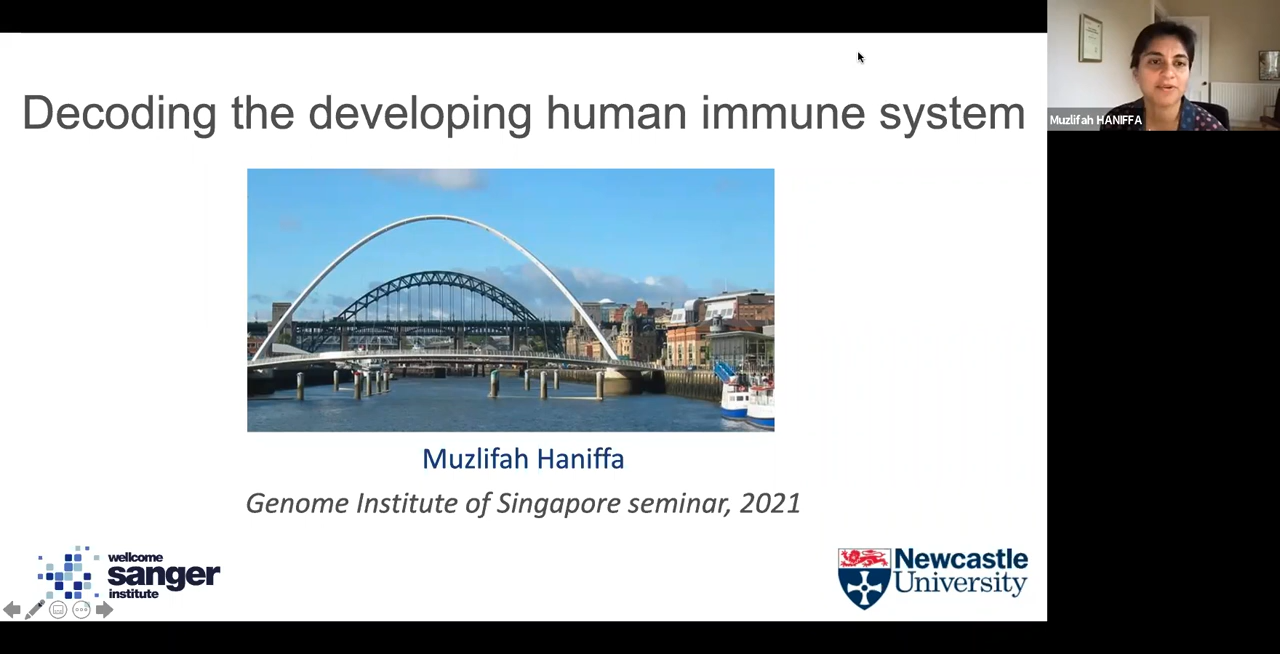 Decoding the developing human immune system
Muzlifah HANIFFA
Muzlifah Haniffa
Genome Institute of Singapore seminar, 2021
wellcome
sanger
institute
Newcastle
University